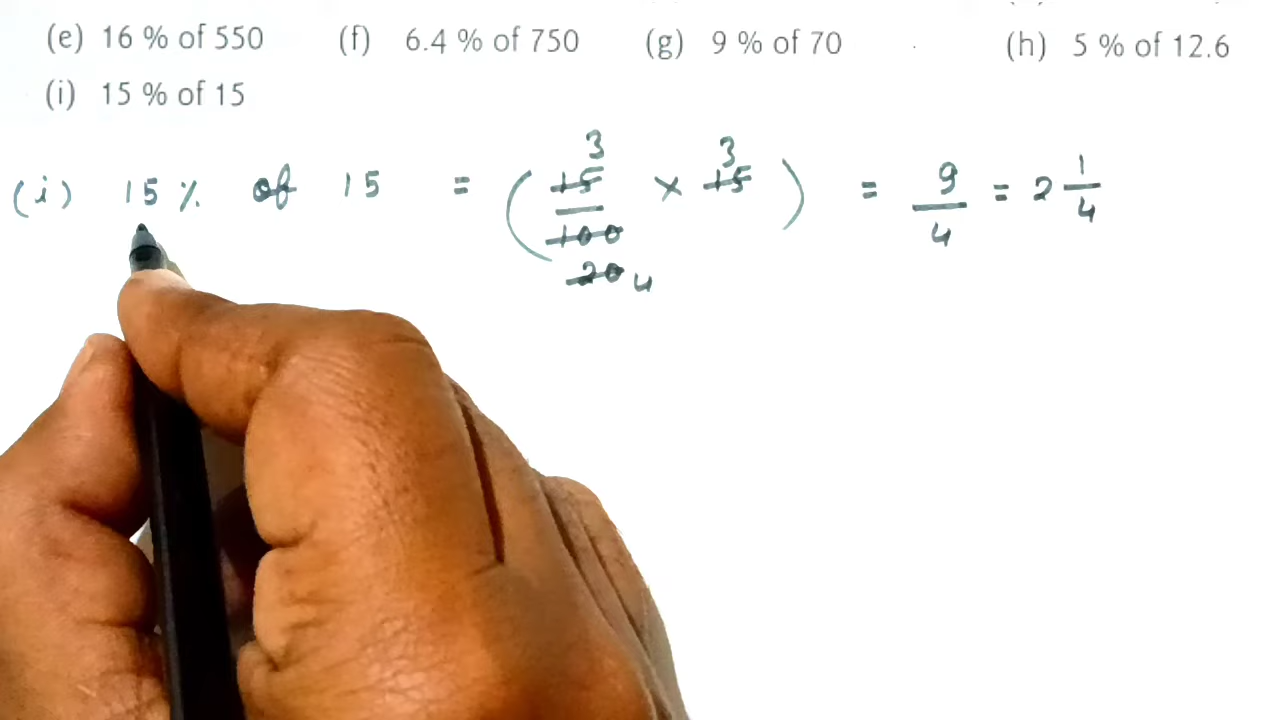 (e) 16 % of 550 (f) 6.4 % of 750 (g) 9 % of 70 (h) 5 % of 12.6
(i) 15 % of 15
(i) 15 % of 15 = ( 15 3 / 100 20 4 × 15 3 ) = 9/4 = 2 1/4